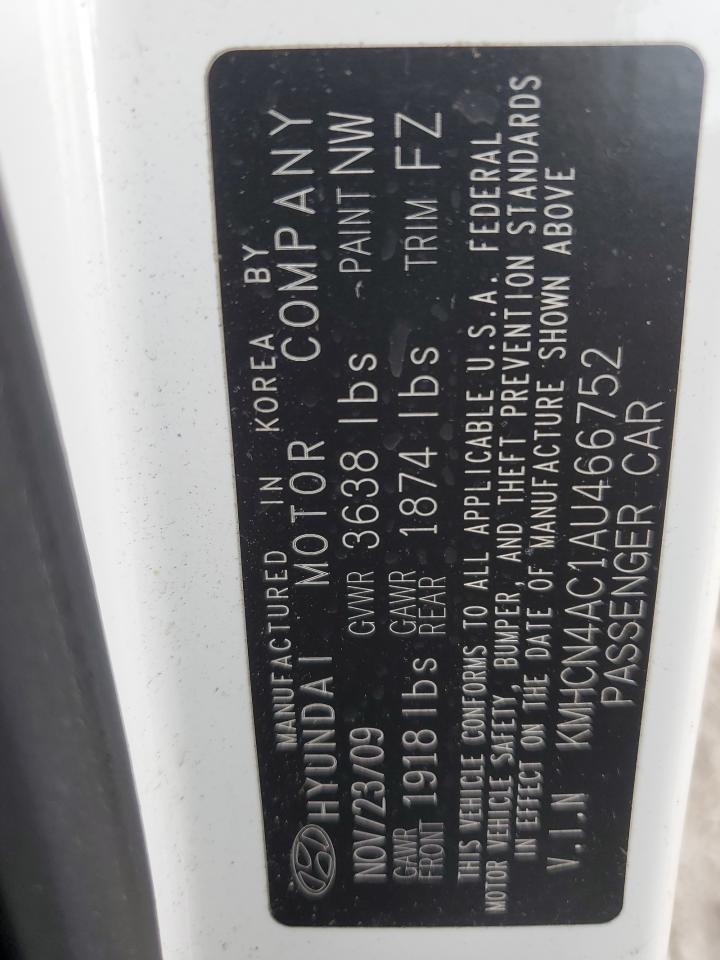 MANUFACTURED IN KOREA BY
HYUNDAI MOTOR COMPANY
NOV/23/09 GVWR 3638 lbs PAINT NW
GAWR FRONT 1918 lbs GAWR REAR 1874 lbs TRIM FZ
THIS VEHICLE CONFORMS TO ALL APPLICABLE U.S.A. FEDERAL
MOTOR VEHICLE SAFETY, BUMPER, AND THEFT PREVENTION STANDARDS
IN EFFECT ON THE DATE OF MANUFACTURE SHOWN ABOVE
V.I.N KMHCN4AC1AU466752
PASSENGER CAR